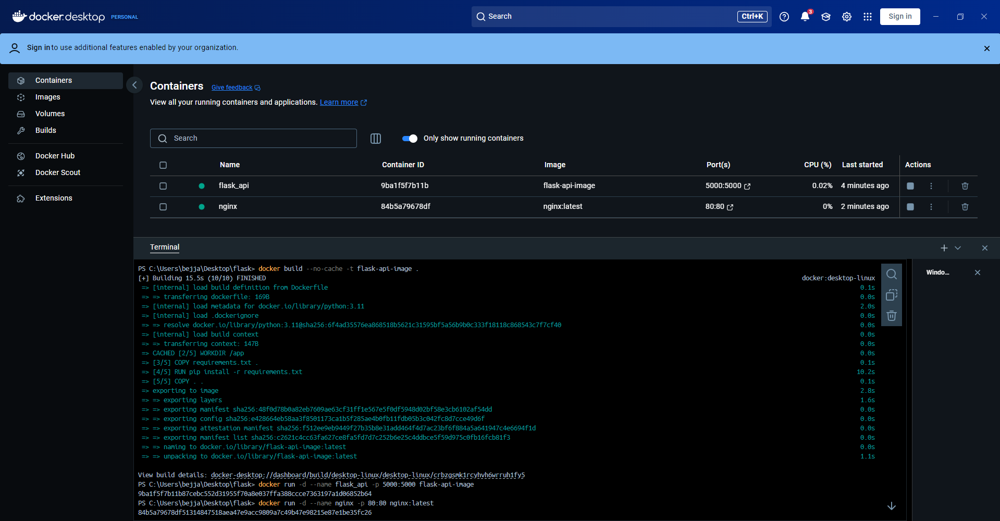 docker.desktop PERSONAL
Search Ctrl+K
3
Sign in
Sign in to use additional features enabled by your organization.
Containers
Images
Volumes
Builds
Docker Hub
Docker Scout
Extensions
Containers Give feedback
View all your running containers and applications. Learn more
Search
Only show running containers
Name Container ID Image Port(s) CPU (%) Last started Actions
flask_api 9ba1f5f7b11b flask-api-image 5000:5000 0.02% 4 minutes ago
nginx 84b5a79678df nginx:latest 80:80 0% 2 minutes ago
Terminal
Windo...
PS C:\Users\bejja\Desktop\flask> docker build --no-cache -t flask-api-image .
[+] Building 15.5s (10/10) FINISHED docker:desktop-linux
=> [internal] load build definition from Dockerfile 0.1s
=> => transferring dockerfile: 169B 0.0s
=> [internal] load metadata for docker.io/library/python:3.11 2.0s
=> [internal] load .dockerignore 0.0s
=> => resolve docker.io/library/python:3.11@sha256:6f4ad35576ea868518b5621c31595bf5a56b9b0c333f18118c868543c7f7cf40 0.0s
=> [internal] load build context 0.0s
=> => transferring context: 147B 0.0s
=> CACHED [2/5] WORKDIR /app 0.0s
=> [3/5] COPY requirements.txt . 0.1s
=> [4/5] RUN pip install -r requirements.txt 10.2s
=> [5/5] COPY . . 0.1s
=> exporting to image 2.8s
=> => exporting layers 1.6s
=> => exporting manifest sha256:48f0d78b0a82eb7609ae63cf31ff1e567e5f0df5948d02bf58e3cb6102af54dd 0.0s
=> => exporting config sha256:e428664eb58aa3f8501173ca1b5f285ae4b0fb11fdb05b3c042fc8d7cce49d6f 0.0s
=> => exporting attestation manifest sha256:f512ee9eb9449f27b35b8e31add464f4d7ac23bf6f884a5a641947c4e6694f1d 0.0s
=> => exporting manifest list sha256:c2621c4cc63fa627ce8fa5fd7d7c252b6e25c4ddbce5f59d975c0fb16fcb81f3 0.0s
=> => naming to docker.io/library/flask-api-image:latest 0.0s
=> => unpacking to docker.io/library/flask-api-image:latest 1.1s
View build details: docker-desktop://dashboard/build/desktop-linux/desktop-linux/crbzgsmk1rcyhvh6wrruh1fy5
PS C:\Users\bejja\Desktop\flask> docker run -d --name flask_api -p 5000:5000 flask-api-image
9ba1f5f7b11b87cebc552d31955f70a8e037ffa388ccce7363197a1d06852b64
PS C:\Users\bejja\Desktop\flask> docker run -d --name nginx -p 80:80 nginx:latest
84b5a79678df51314847518aea47e9acc9809a7c49b47e98215e87e1be35fc26